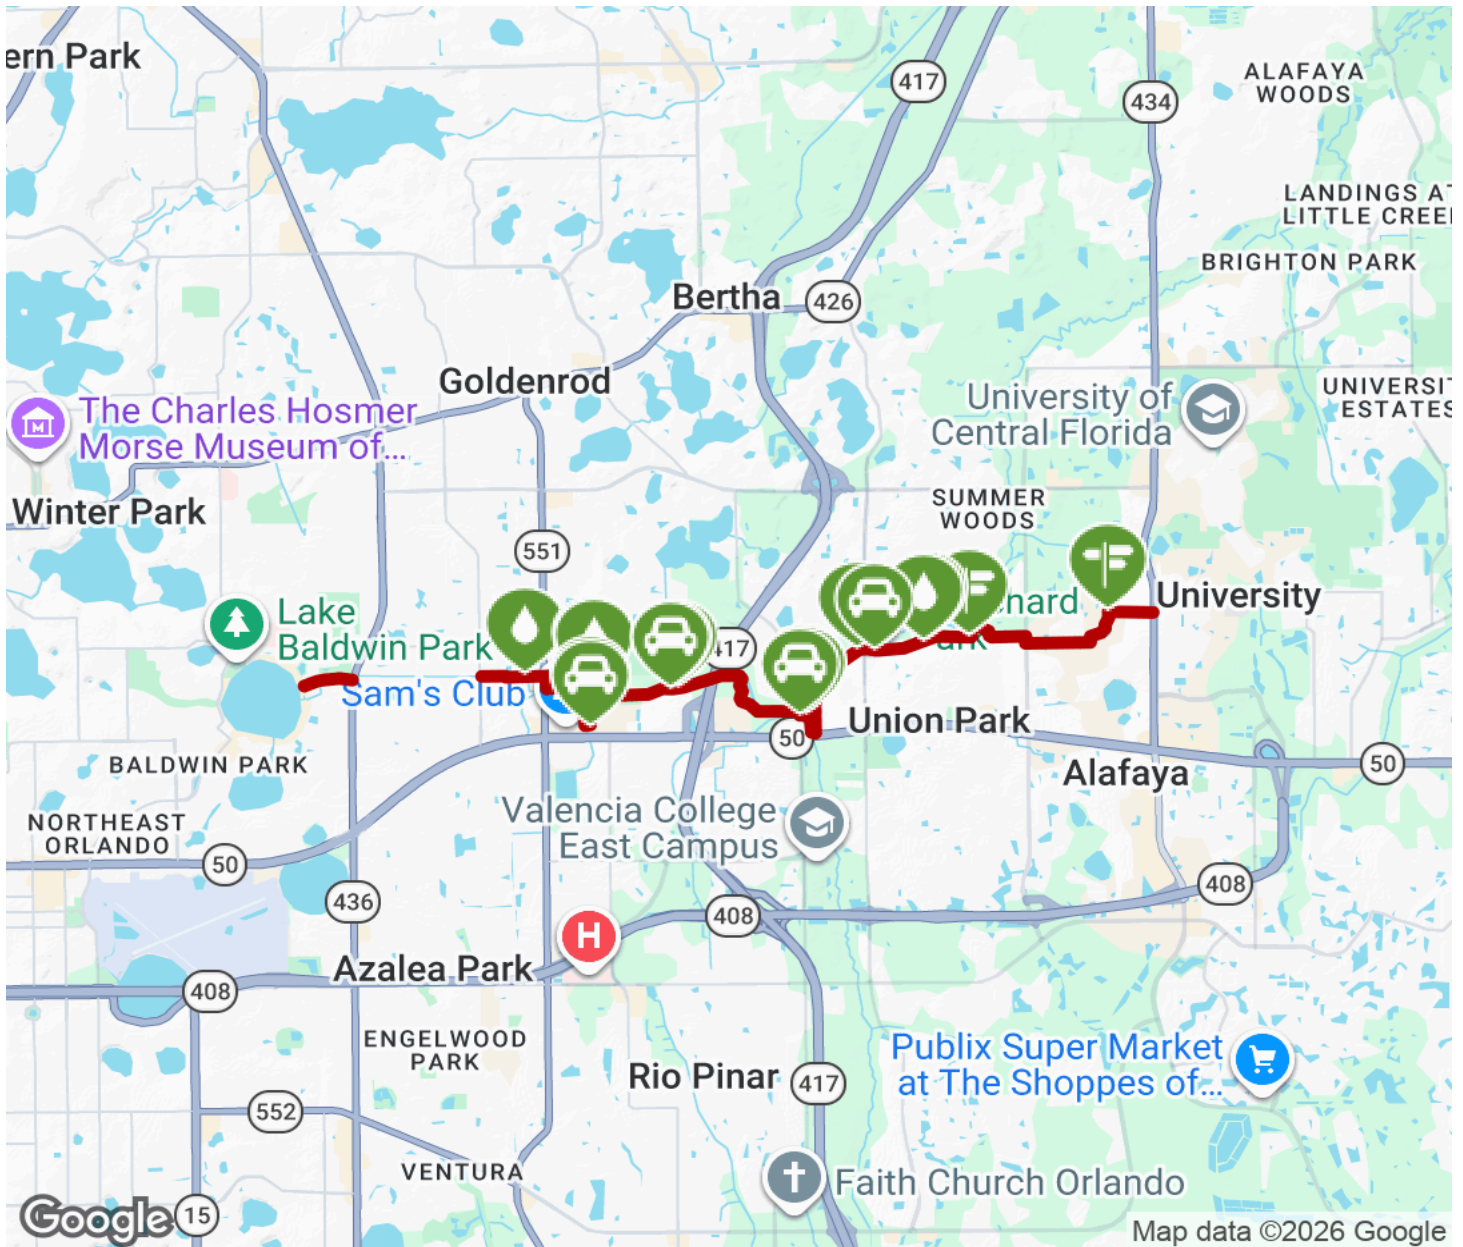 ern Park
417
434
ALAFAYA
WOODS
LANDINGS AT
LITTLE CREE
BRIGHTON PARK
Bertha
426
Goldenrod
UNIVERSIT
ESTATES
University of
Central Florida
The Charles Hosmer
Morse Museum of...
Winter Park
SUMMER
WOODS
551
Lake
Baldwin Park
enard
ark
University
417
Sam's Club
50
Union Park
BALDWIN PARK
Alafaya
50
Valencia College
East Campus
NORTHEAST
ORLANDO
50
436
408
408
H
Azalea Park
408
ENGELWOOD
PARK
Rio Pinar
417
Publix Super Market
at The Shoppes of...
552
VENTURA
Faith Church Orlando
Google
15
Map data ©2026 Google